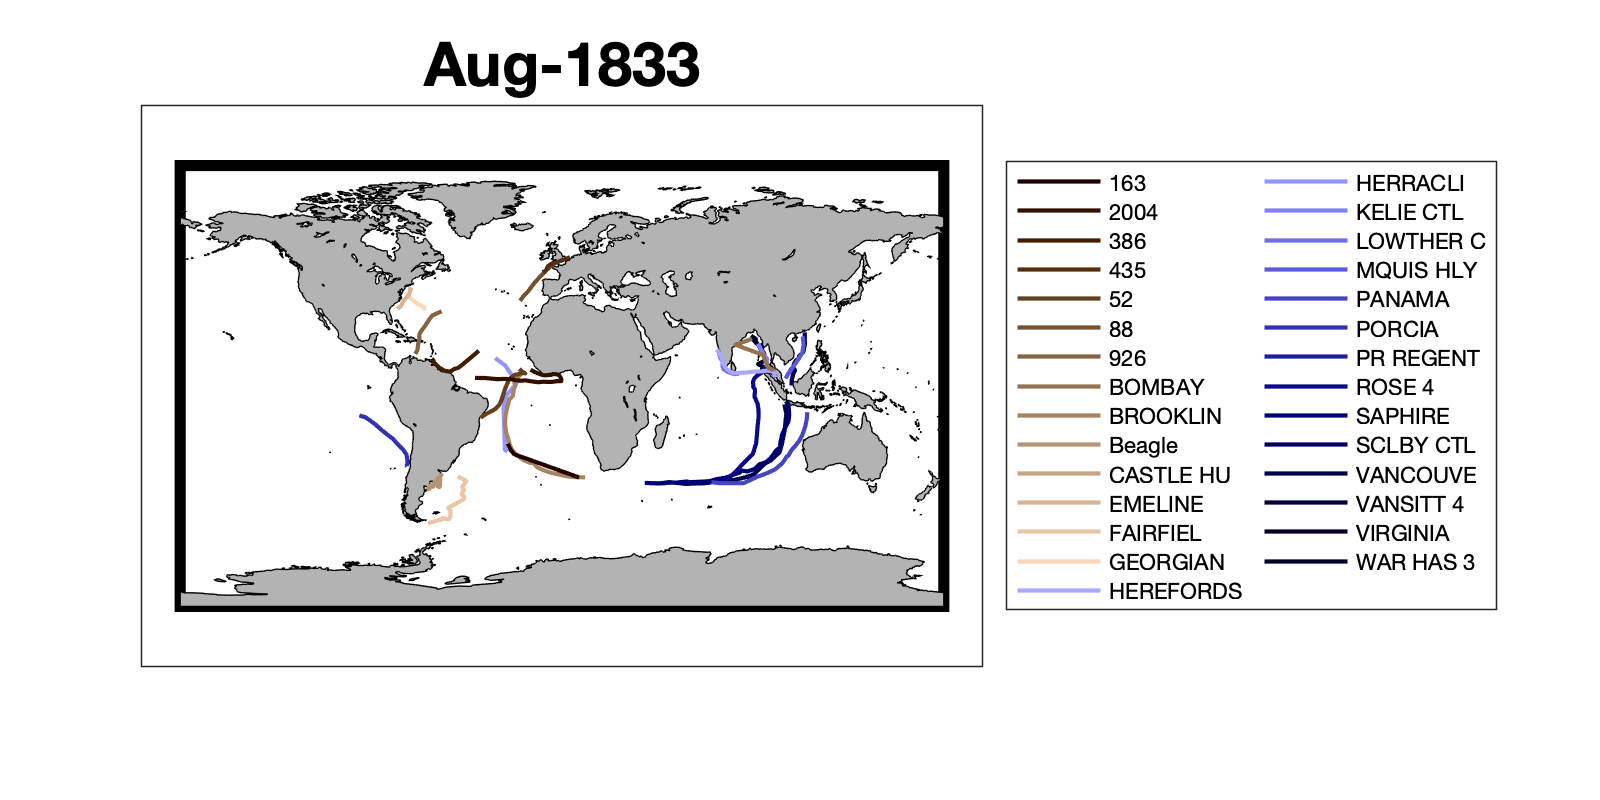 Aug-1833
163
2004
386
435
52
88
926
BOMBAY
BROOKLIN
Beagle
CASTLE HU
EMELINE
FAIRFIEL
GEORGIAN
HEREFORDS
HERRACLI
KELIE CTL
LOWTHER C
MQUIS HLY
PANAMA
PORCIA
PR REGENT
ROSE 4
SAPHIRE
SCLBY CTL
VANCOUVE
VANSITT 4
VIRGINIA
WAR HAS 3